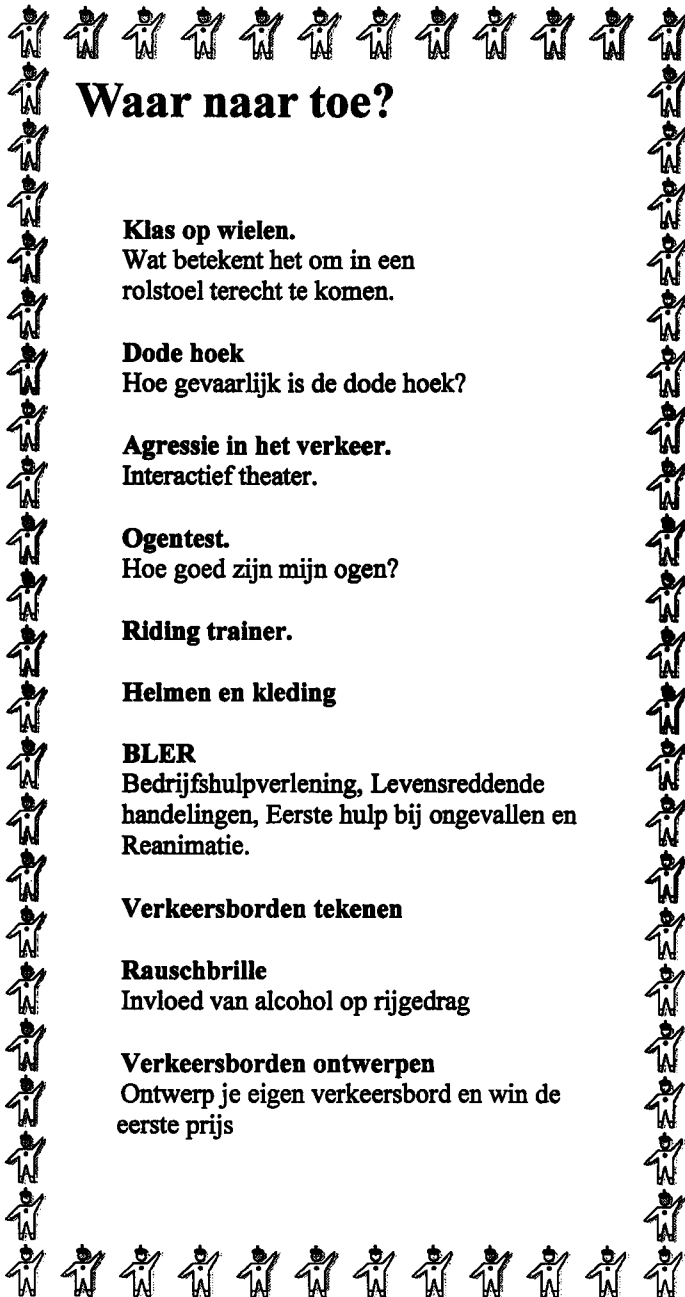 Waar naar toe?
Klas op wielen.
Wat betekent het om in een
rolstoel terecht te komen.
Dode hoek
Hoe gevaarlijk is de dode hoek?
Agressie in het verkeer.
Interactief theater.
Ogentest.
Hoe goed zijn mijn ogen?
Riding trainer.
Helmen en kleding
BLER
Bedrijfshulpverlening, Levensreddende
handelingen, Eerste hulp bij ongevallen en
Reanimatie.
Verkeersborden tekenen
Rauschbrille
Invloed van alcohol op rijgedrag
Verkeersborden ontwerpen
Ontwerp je eigen verkeersbord en win de
eerste prijs